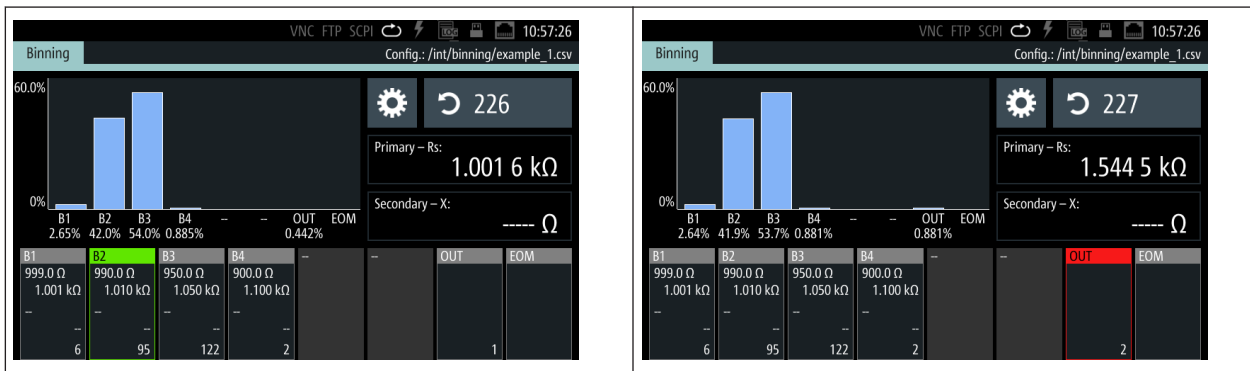 VNC FTP SCPI LOG 10:57:26
Binning Config.: /int/binning/example_1.csv
60.0%
226
Primary – Rs:
1.001 6 kΩ
Secondary – X:
----- Ω
0%
B1 B2 B3 B4 -- -- OUT EOM
2.65% 42.0% 54.0% 0.885% 0.442%
B1 B2 B3 B4 -- -- OUT EOM
999.0 Ω 990.0 Ω 950.0 Ω 900.0 Ω
1.001 kΩ 1.010 kΩ 1.050 kΩ 1.100 kΩ
-- -- -- --
-- -- -- --
6 95 122 2 1
VNC FTP SCPI LOG 10:57:26
Binning Config.: /int/binning/example_1.csv
60.0%
227
Primary – Rs:
1.544 5 kΩ
Secondary – X:
----- Ω
0%
B1 B2 B3 B4 -- -- OUT EOM
2.64% 41.9% 53.7% 0.881% 0.881%
B1 B2 B3 B4 -- -- OUT EOM
999.0 Ω 990.0 Ω 950.0 Ω 900.0 Ω
1.001 kΩ 1.010 kΩ 1.050 kΩ 1.100 kΩ
-- -- -- --
-- -- -- --
6 95 122 2 2